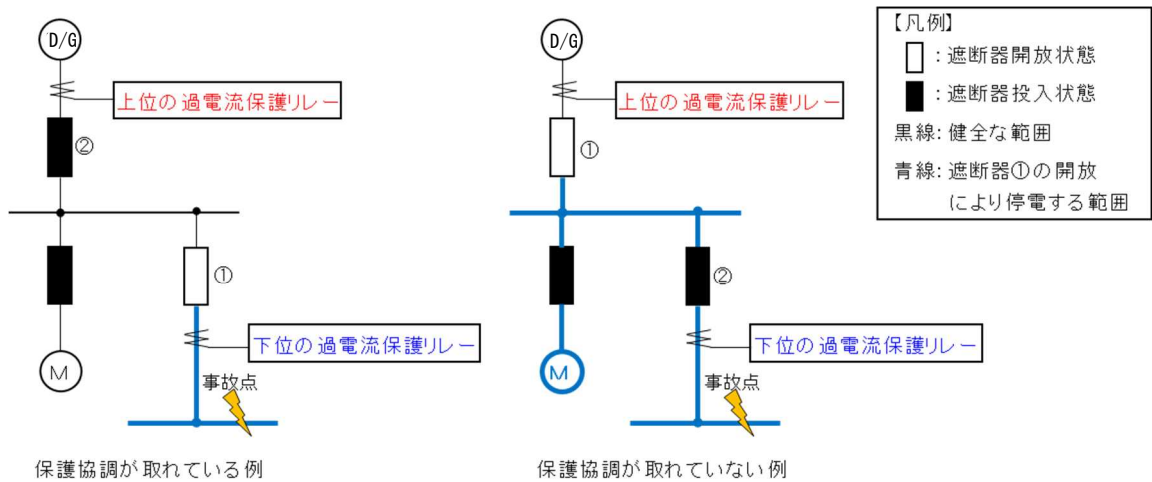 D/G
上位の過電流保護リレー
②
①
下位の過電流保護リレー
M
事故点
保護協調が取れている例
D/G
上位の過電流保護リレー
①
②
下位の過電流保護リレー
M
事故点
保護協調が取れていない例
【凡例】
：遮断器開放状態
：遮断器投入状態
黒線：健全な範囲
青線：遮断器①の開放
により停電する範囲